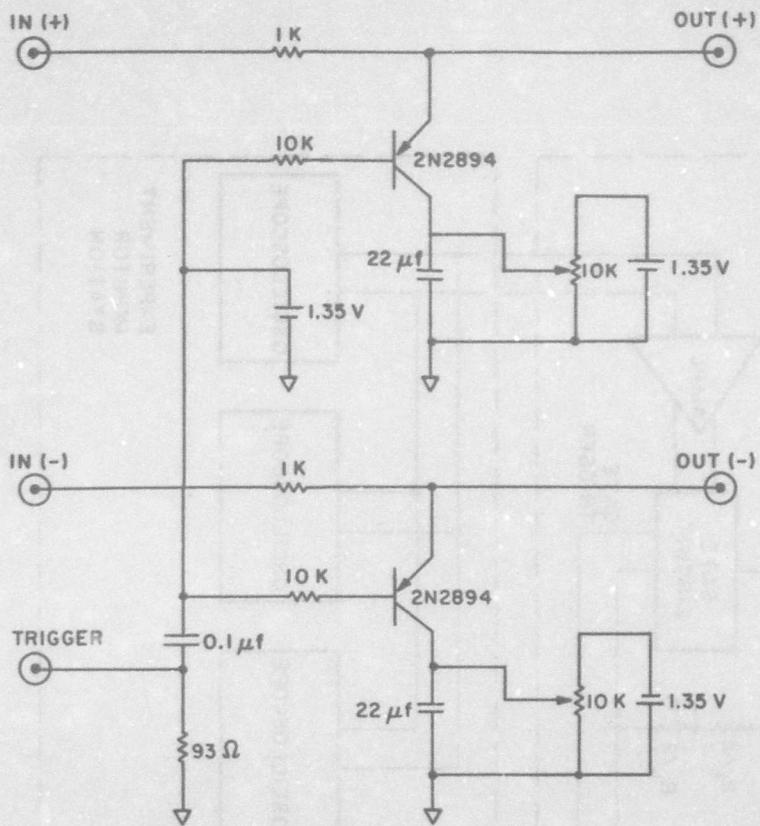 IN (+)
1K
OUT (+)
10K
2N2894
22 μf
10K
1.35 V
1.35 V
IN (-)
1K
OUT (-)
10 K
2N2894
TRIGGER
0.1 μf
22 μf
10 K
1.35 V
93 Ω